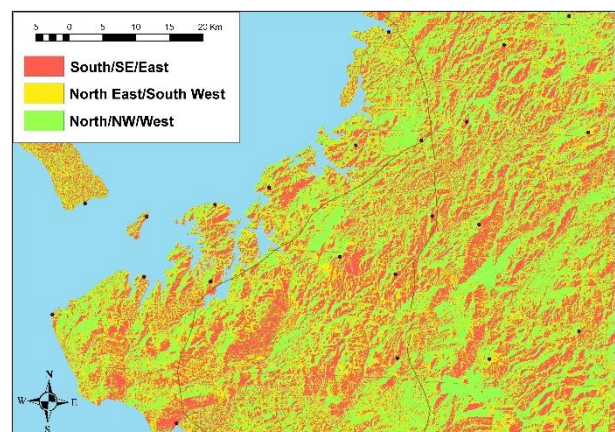 5 0 5 10 15 20 Km
South/SE/East
North East/South West
North/NW/West
N
W E
S